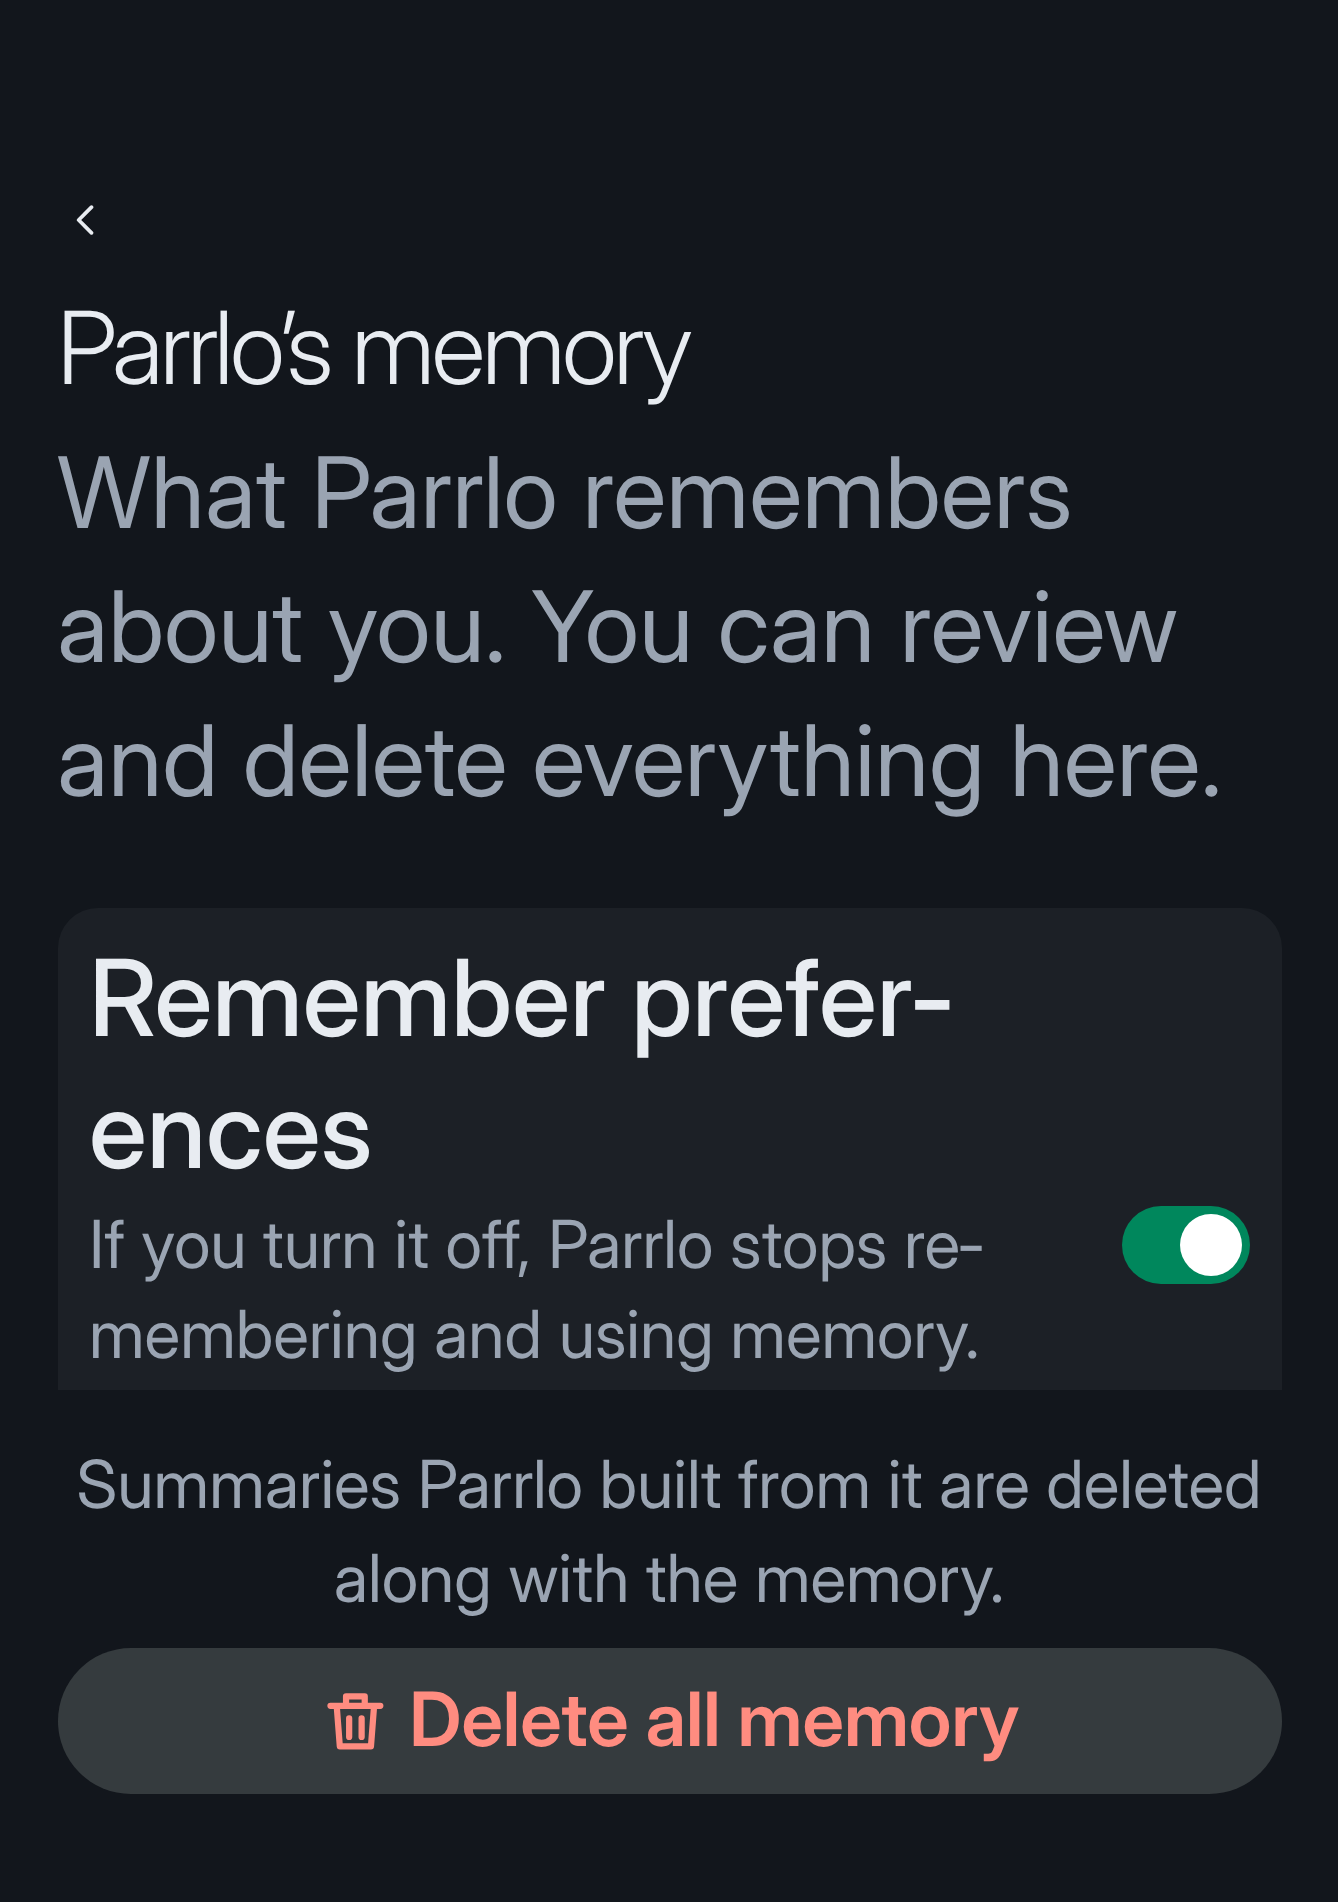 Parrlo’s memory
What Parrlo remembers
about you. You can review
and delete everything here.
Remember prefer-
ences
If you turn it off, Parrlo stops re-
membering and using memory.
Summaries Parrlo built from it are deleted
along with the memory.
Delete all memory